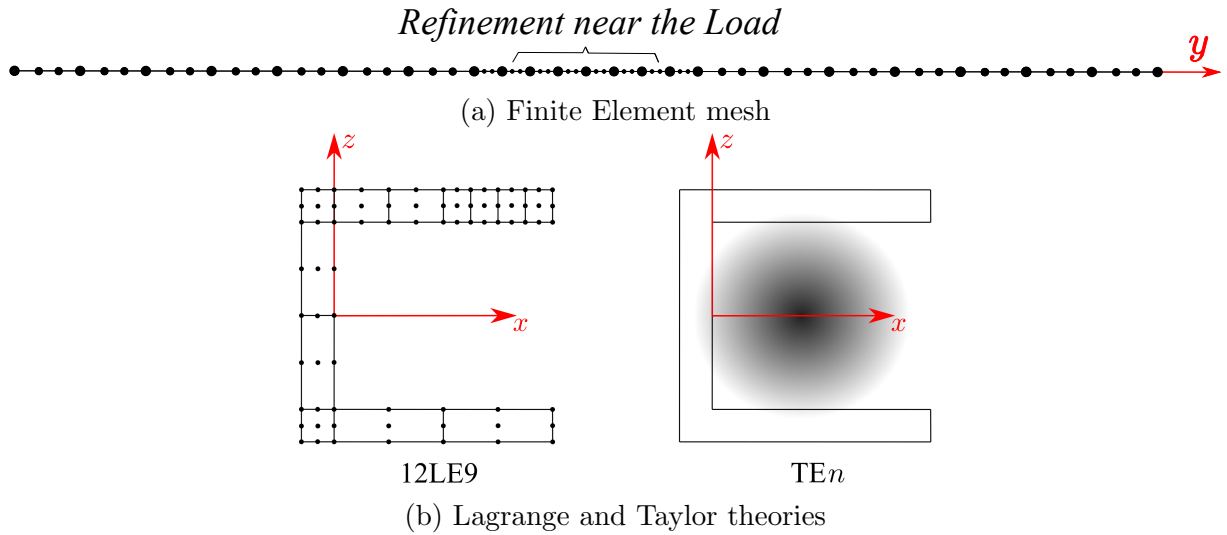 Refinement near the Load
y
(a) Finite Element mesh
z
z
x
x
12LE9
TEn
(b) Lagrange and Taylor theories